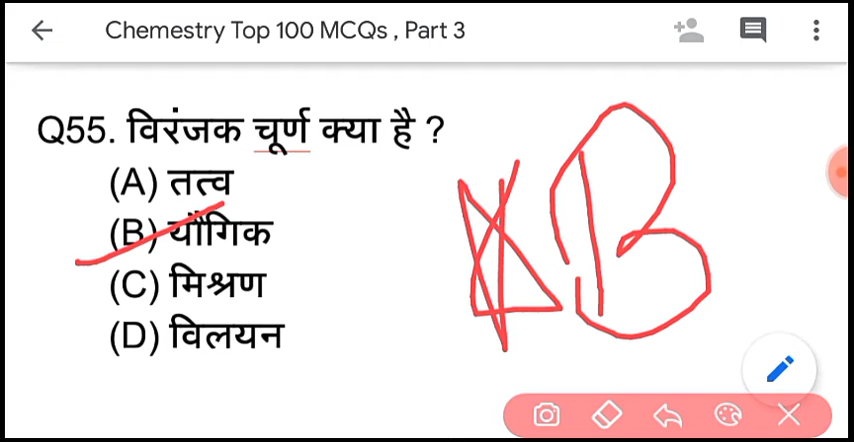 Chemestry Top 100 MCQs , Part 3
Q55. विरंजक चूर्ण क्या है ?
(A) तत्व
(B) यौगिक
(C) मिश्रण
(D) विलयन
B